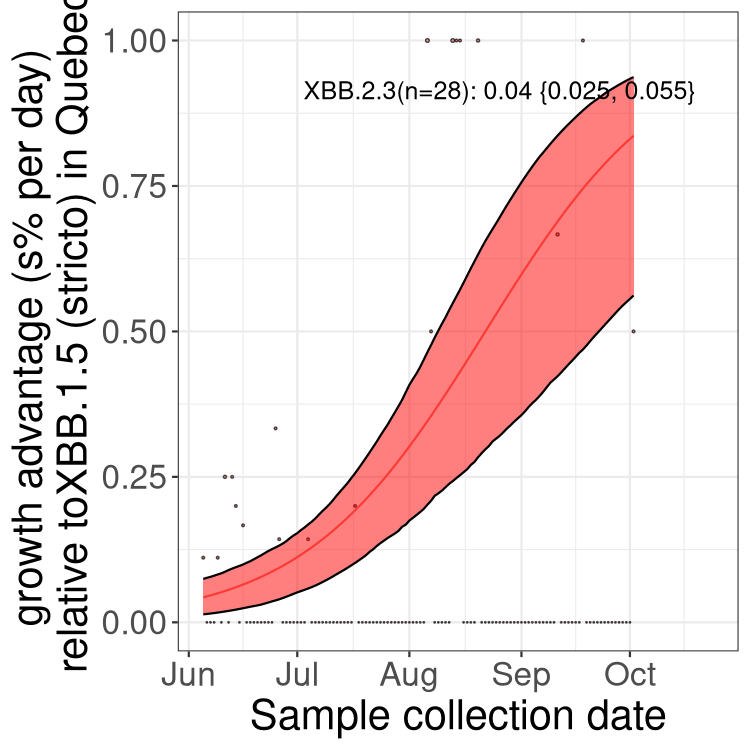 growth advantage (s% per day)
relative toXBB.1.5 (stricto) in Quebec
1.00
0.75
0.50
0.25
0.00
XBB.2.3(n=28): 0.04 {0.025, 0.055}
Jun Jul Aug Sep Oct
Sample collection date